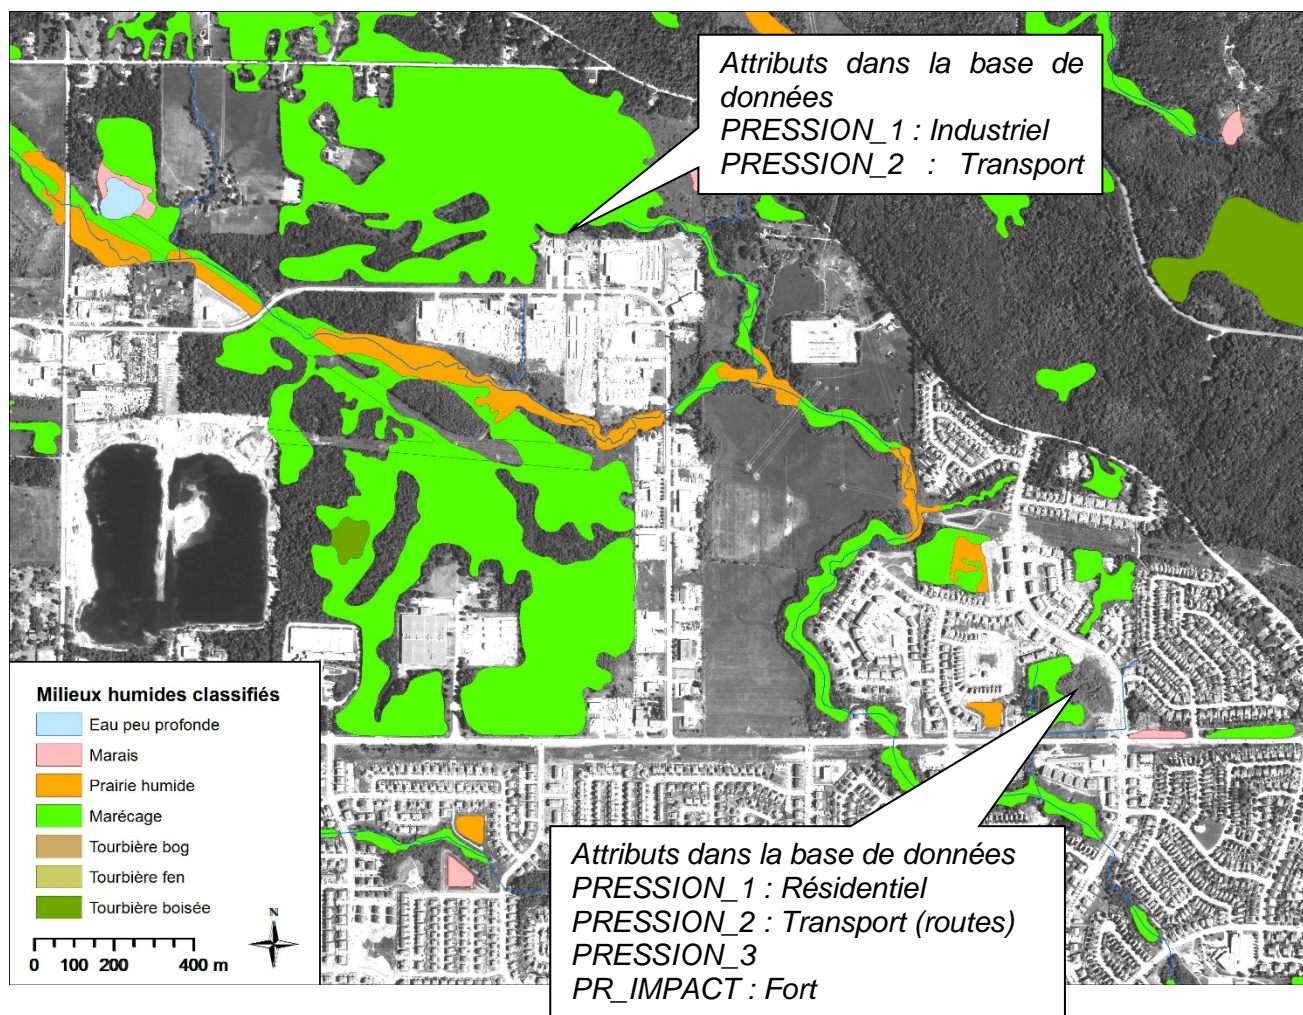 Attributs dans la base de
données
PRESSION_1 : Industriel
PRESSION_2 : Transport
Milieux humides classifiés
Eau peu profonde
Marais
Prairie humide
Marécage
Tourbière bog
Tourbière fen
Tourbière boisée
N
0 100 200 400 m
Attributs dans la base de données
PRESSION_1 : Résidentiel
PRESSION_2 : Transport (routes)
PRESSION_3
PR_IMPACT : Fort